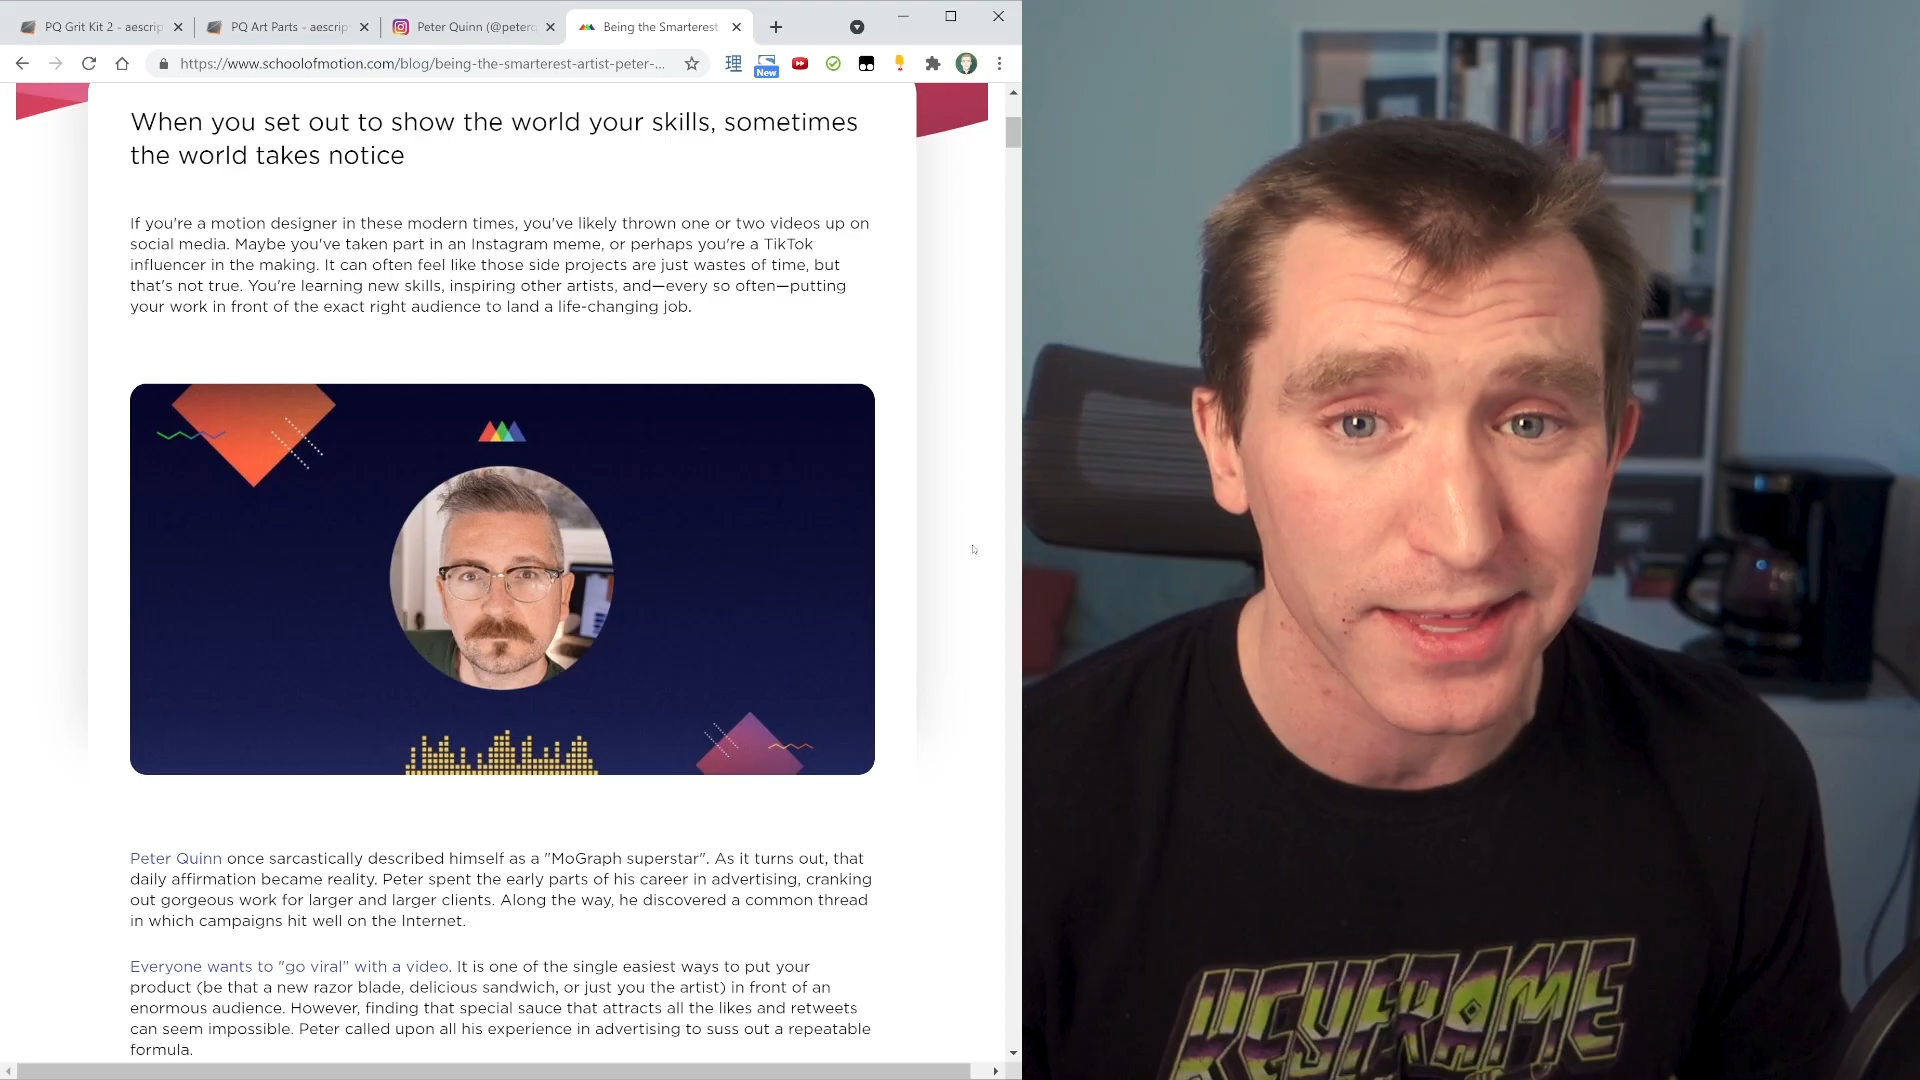 PQ Grit Kit 2 - aescrip
PQ Art Parts - aescrip
Peter Quinn (@peterc
Being the Smarterest
https://www.schoolofmotion.com/blog/being-the-smarterest-artist-peter-...
理
New
When you set out to show the world your skills, sometimes
the world takes notice
If you're a motion designer in these modern times, you've likely thrown one or two videos up on
social media. Maybe you've taken part in an Instagram meme, or perhaps you're a TikTok
influencer in the making. It can often feel like those side projects are just wastes of time, but
that's not true. You're learning new skills, inspiring other artists, and—every so often—putting
your work in front of the exact right audience to land a life-changing job.
Peter Quinn once sarcastically described himself as a "MoGraph superstar". As it turns out, that
daily affirmation became reality. Peter spent the early parts of his career in advertising, cranking
out gorgeous work for larger and larger clients. Along the way, he discovered a common thread
in which campaigns hit well on the Internet.
Everyone wants to "go viral" with a video. It is one of the single easiest ways to put your
product (be that a new razor blade, delicious sandwich, or just you the artist) in front of an
enormous audience. However, finding that special sauce that attracts all the likes and retweets
can seem impossible. Peter called upon all his experience in advertising to suss out a repeatable
formula.
KEYFRAME